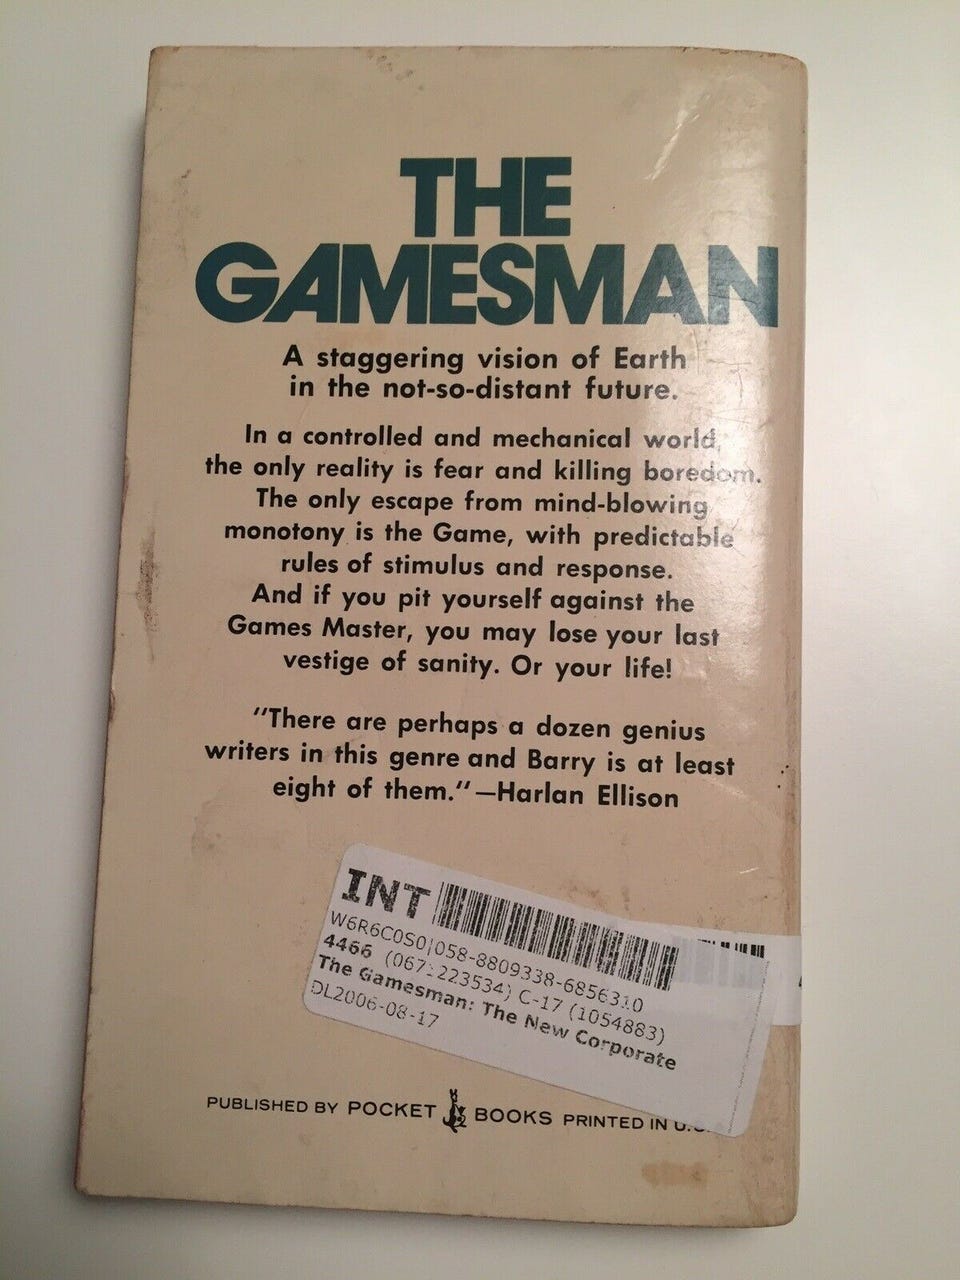 THE
GAMESMAN
A staggering vision of Earth
in the not-so-distant future.
In a controlled and mechanical world,
the only reality is fear and killing boredom.
The only escape from mind-blowing
monotony is the Game, with predictable
rules of stimulus and response.
And if you pit yourself against the
Games Master, you may lose your last
vestige of sanity. Or your life!
"There are perhaps a dozen genius
writers in this genre and Barry is at least
eight of them."—Harlan Ellison
INT
W6R6C0S0|058-8809338-6856310
4466 C-17 (1054883)
The Gamesman: The New Corporate
DL2006-08-17
PUBLISHED BY POCKET BOOKS PRINTED IN